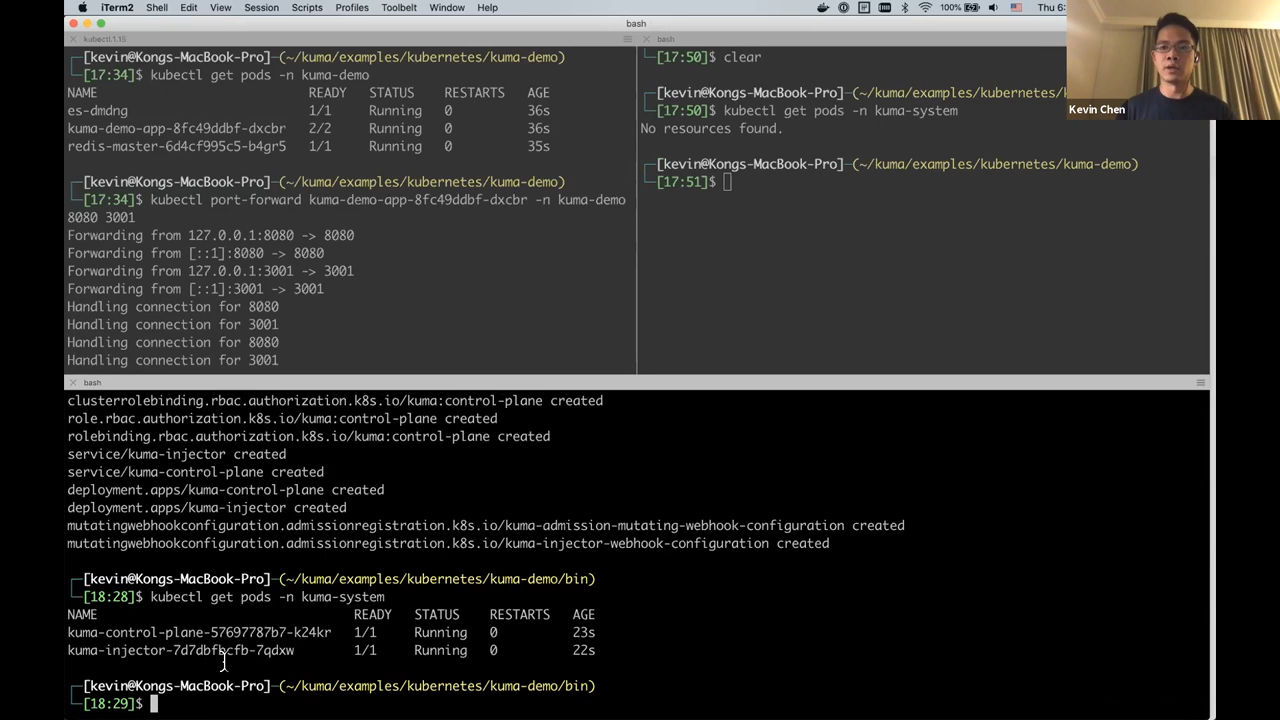 iTerm2 Shell Edit View Session Scripts Profiles Toolbelt Window Help 100% Thu 6:
bash
kubectl.1.15
[kevin@Kongs-MacBook-Pro]-(~/kuma/examples/kubernetes/kuma-demo)
[17:34]$ kubectl get pods -n kuma-demo
NAME READY STATUS RESTARTS AGE
es-dmdng 1/1 Running 0 36s
kuma-demo-app-8fc49ddbf-dxcbr 2/2 Running 0 36s
redis-master-6d4cf995c5-b4gr5 1/1 Running 0 35s
[kevin@Kongs-MacBook-Pro]-(~/kuma/examples/kubernetes/kuma-demo)
[17:34]$ kubectl port-forward kuma-demo-app-8fc49ddbf-dxcbr -n kuma-demo
8080 3001
Forwarding from 127.0.0.1:8080 -> 8080
Forwarding from [::1]:8080 -> 8080
Forwarding from 127.0.0.1:3001 -> 3001
Forwarding from [::1]:3001 -> 3001
Handling connection for 8080
Handling connection for 3001
Handling connection for 8080
Handling connection for 3001
bash
[17:50]$ clear
[kevin@Kongs-MacBook-Pro]-(~/kuma/examples/kubernetes/
[17:50]$ kubectl get pods -n kuma-system
No resources found.
[kevin@Kongs-MacBook-Pro]-(~/kuma/examples/kubernetes/kuma-demo)
[17:51]$
Kevin Chen
bash
clusterrolebinding.rbac.authorization.k8s.io/kuma:control-plane created
role.rbac.authorization.k8s.io/kuma:control-plane created
rolebinding.rbac.authorization.k8s.io/kuma:control-plane created
service/kuma-injector created
service/kuma-control-plane created
deployment.apps/kuma-control-plane created
deployment.apps/kuma-injector created
mutatingwebhookconfiguration.admissionregistration.k8s.io/kuma-admission-mutating-webhook-configuration created
mutatingwebhookconfiguration.admissionregistration.k8s.io/kuma-injector-webhook-configuration created
[kevin@Kongs-MacBook-Pro]-(~/kuma/examples/kubernetes/kuma-demo/bin)
[18:28]$ kubectl get pods -n kuma-system
NAME READY STATUS RESTARTS AGE
kuma-control-plane-57697787b7-k24kr 1/1 Running 0 23s
kuma-injector-7d7dbfbcfb-7qdxw 1/1 Running 0 22s
[kevin@Kongs-MacBook-Pro]-(~/kuma/examples/kubernetes/kuma-demo/bin)
[18:29]$